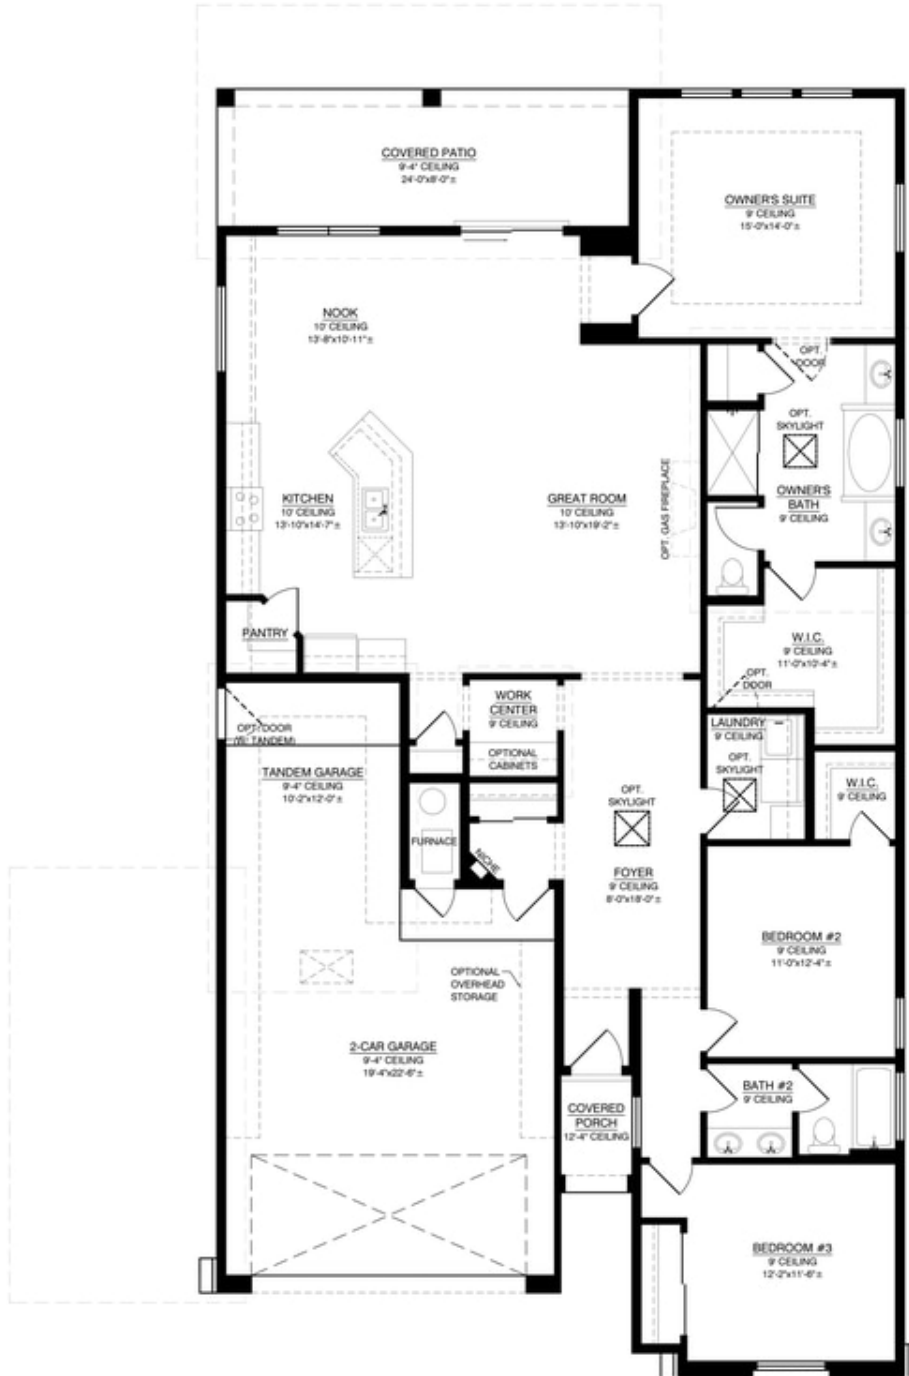 COVERED PATIO
9'-4" CEILING
24'-0"x8'-0"±
OWNER'S SUITE
9' CEILING
15'-0"x14'-0"±
NOOK
10' CEILING
13'-8"x10'-11"±
OPT.
DOOR
OPT.
SKYLIGHT
OWNER'S
BATH
9' CEILING
KITCHEN
10' CEILING
13'-10"x14'-7"±
GREAT ROOM
10' CEILING
13'-10"x19'-2"±
OPT. GAS FIREPLACE
PANTRY
W.I.C.
9' CEILING
11'-0"x10'-4"±
OPT.
DOOR
WORK
CENTER
9' CEILING
OPTIONAL
CABINETS
LAUNDRY
9' CEILING
OPT.
SKYLIGHT
OPT. DOOR
(W/ TANDEM)
TANDEM GARAGE
9'-4" CEILING
10'-2"x12'-0"±
W.I.C.
9' CEILING
OPT.
SKYLIGHT
FURNACE
NICHE
FOYER
9' CEILING
8'-0"x18'-0"±
BEDROOM #2
9' CEILING
11'-0"x12'-4"±
OPTIONAL
OVERHEAD
STORAGE
2-CAR GARAGE
9'-4" CEILING
19'-4"x22'-6"±
BATH #2
9' CEILING
COVERED
PORCH
12'-4" CEILING
BEDROOM #3
9' CEILING
12'-2"x11'-6"±